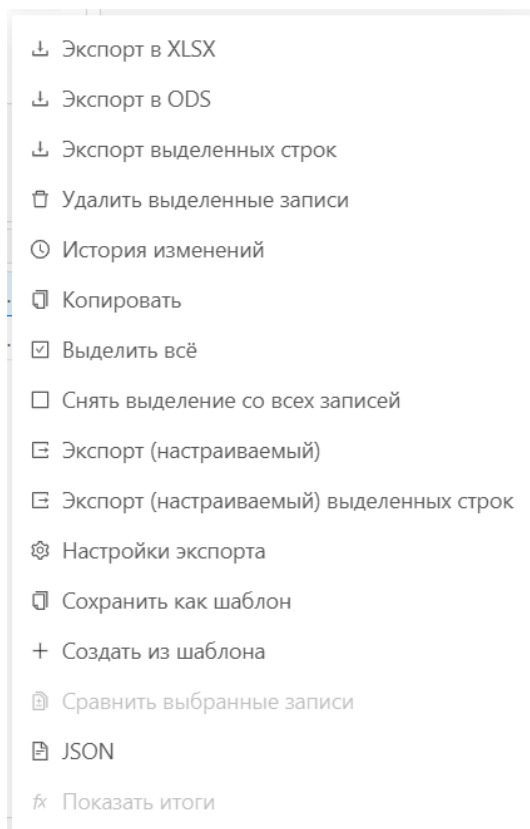 Экспорт в XLSX
Экспорт в ODS
Экспорт выделенных строк
Удалить выделенные записи
История изменений
Копировать
Выделить всё
Снять выделение со всех записей
Экспорт (настраиваемый)
Экспорт (настраиваемый) выделенных строк
Настройки экспорта
Сохранить как шаблон
Создать из шаблона
Сравнить выбранные записи
JSON
fx Показать итоги